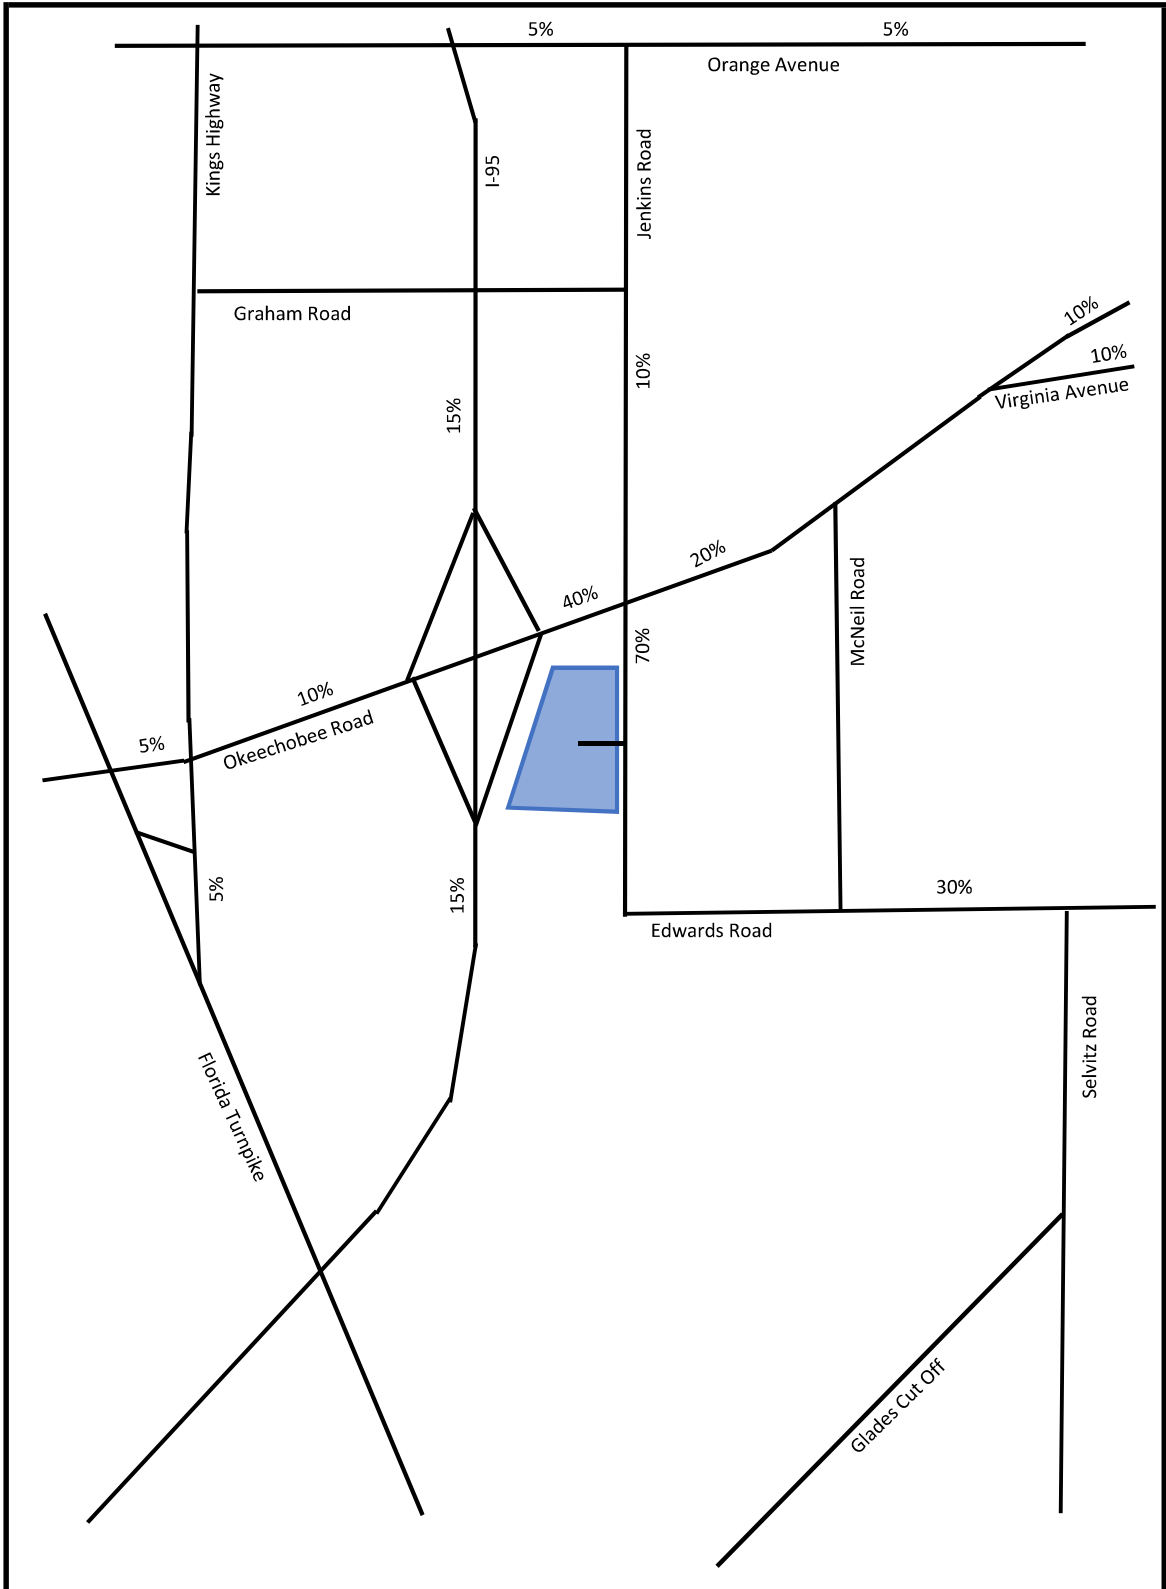 5%
5%
Orange Avenue
Kings Highway
I-95
Jenkins Road
Graham Road
10%
10%
10%
Virginia Avenue
15%
20%
40%
McNeil Road
70%
10%
Okeechobee Road
5%
5%
15%
30%
Edwards Road
Selvitz Road
Florida Turnpike
Glades Cut Off